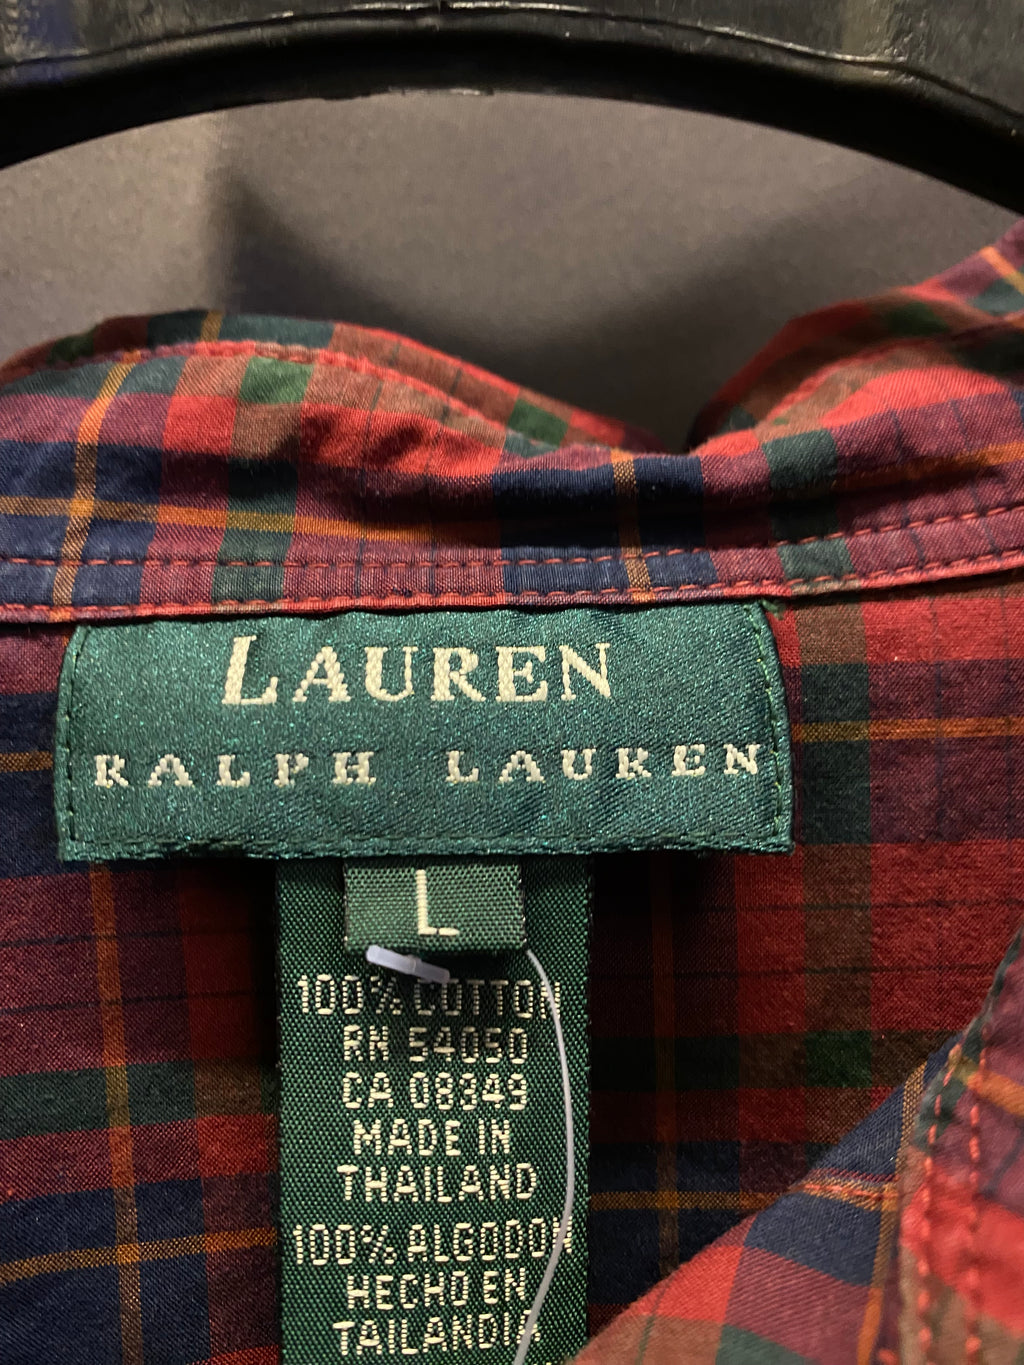 LAUREN
RALPH LAUREN
L
100% COTTON
RN 54050
CA 08349
MADE IN
THAILAND
100% ALGODON
HECHO EN
TAILANDIA